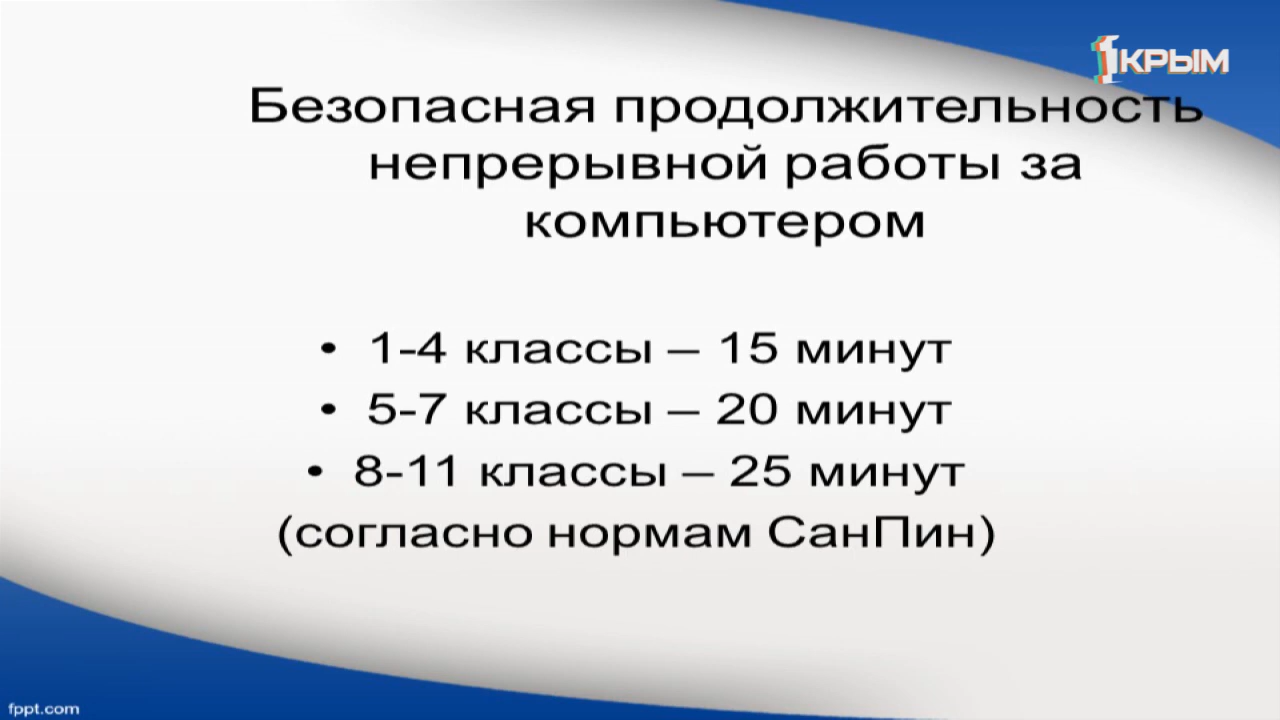 1КРЫМ
Безопасная продолжительность
непрерывной работы за
компьютером
• 1-4 классы – 15 минут
• 5-7 классы – 20 минут
• 8-11 классы – 25 минут
(согласно нормам СанПин)
fppt.com